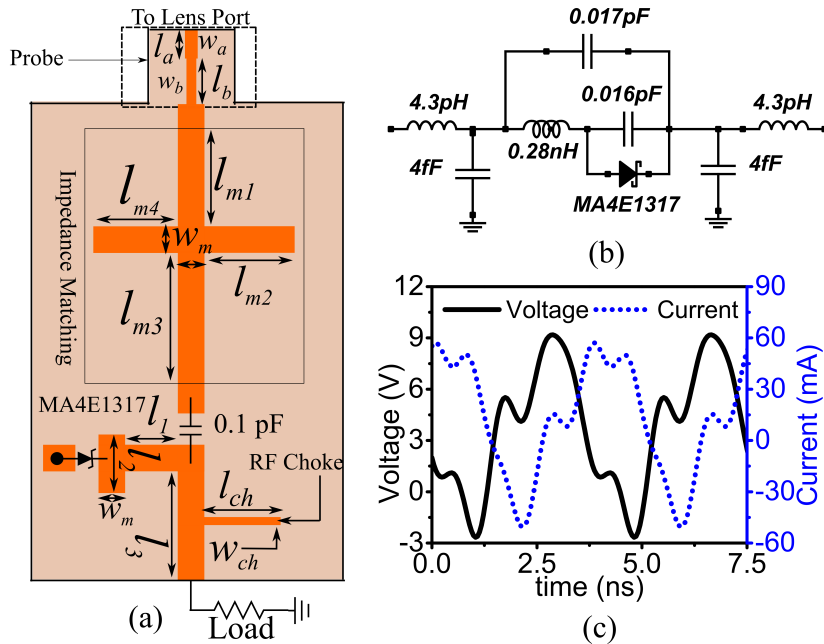 To Lens Port
Probe
l_a
w_a
w_b
l_b
Impedance Matching
l_m1
l_m4
w_m
l_m2
l_m3
MA4E1317
l_1
0.1 pF
l_2
RF Choke
l_ch
w_m
l_3
w_ch
Load
(a)
0.017pF
4.3pH
0.016pF
4.3pH
0.28nH
4fF
4fF
MA4E1317
(b)
Voltage
Current
12
9
6
3
0
-3
Voltage (V)
90
60
30
0
-30
-60
Current (mA)
0.0
2.5
5.0
7.5
time (ns)
(c)